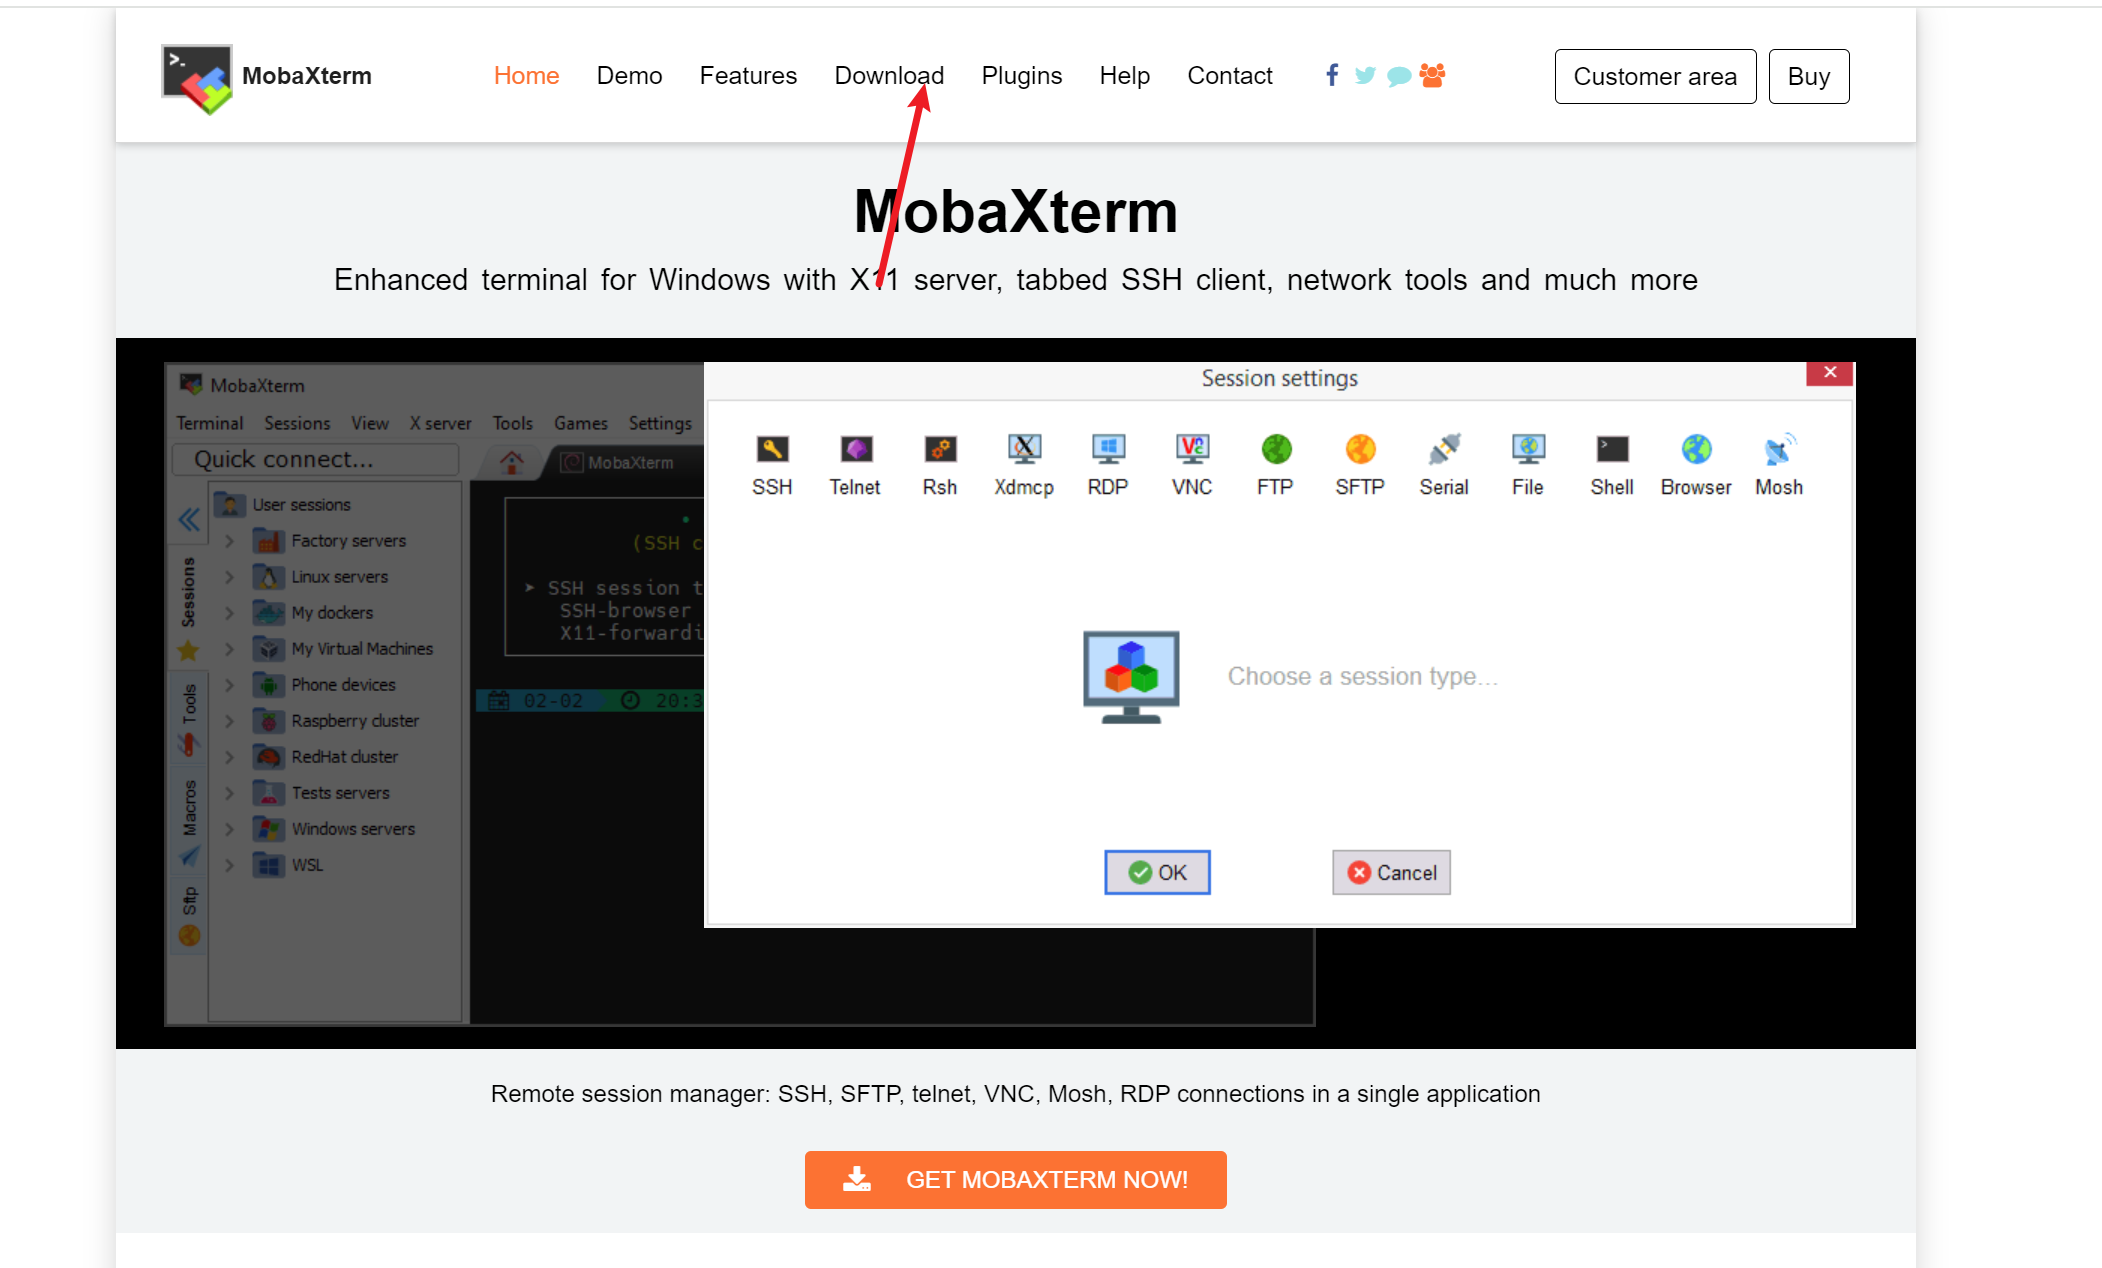 MobaXterm
Home Demo Features Download Plugins Help Contact
Customer area Buy
MobaXterm
Enhanced terminal for Windows with X11 server, tabbed SSH client, network tools and much more
MobaXterm
Terminal Sessions View X server Tools Games Settings
Quick connect...
MobaXterm
User sessions
Factory servers
Linux servers
My dockers
My Virtual Machines
Phone devices
Raspberry cluster
RedHat cluster
Tests servers
Windows servers
WSL
Sessions
Tools
Macros
Sftp
(SSH c
➤ SSH session t
SSH-browser
X11-forwardi
02-02 20:3
Session settings
SSH Telnet Rsh Xdmcp RDP VNC FTP SFTP Serial File Shell Browser Mosh
Choose a session type...
OK Cancel
Remote session manager: SSH, SFTP, telnet, VNC, Mosh, RDP connections in a single application
GET MOBAXTERM NOW!